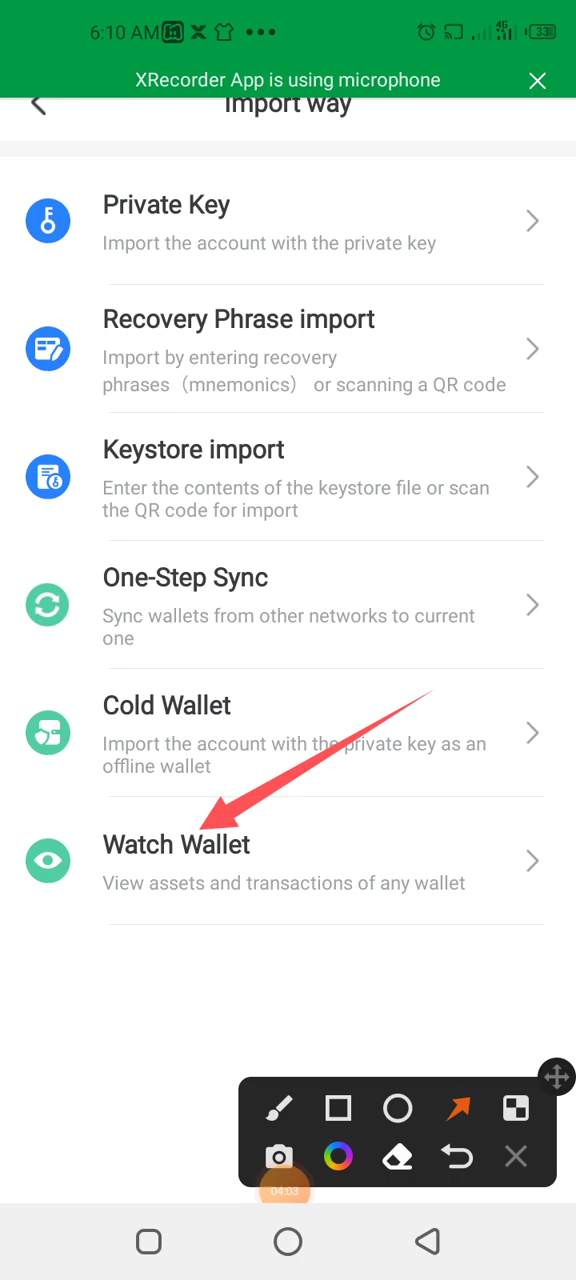 6:10 AM
4G
33
XRecorder App is using microphone
Import way
Private Key
Import the account with the private key
Recovery Phrase import
Import by entering recovery
phrases（mnemonics） or scanning a QR code
Keystore import
Enter the contents of the keystore file or scan
the QR code for import
One-Step Sync
Sync wallets from other networks to current
one
Cold Wallet
Import the account with the private key as an
offline wallet
Watch Wallet
View assets and transactions of any wallet
04:03